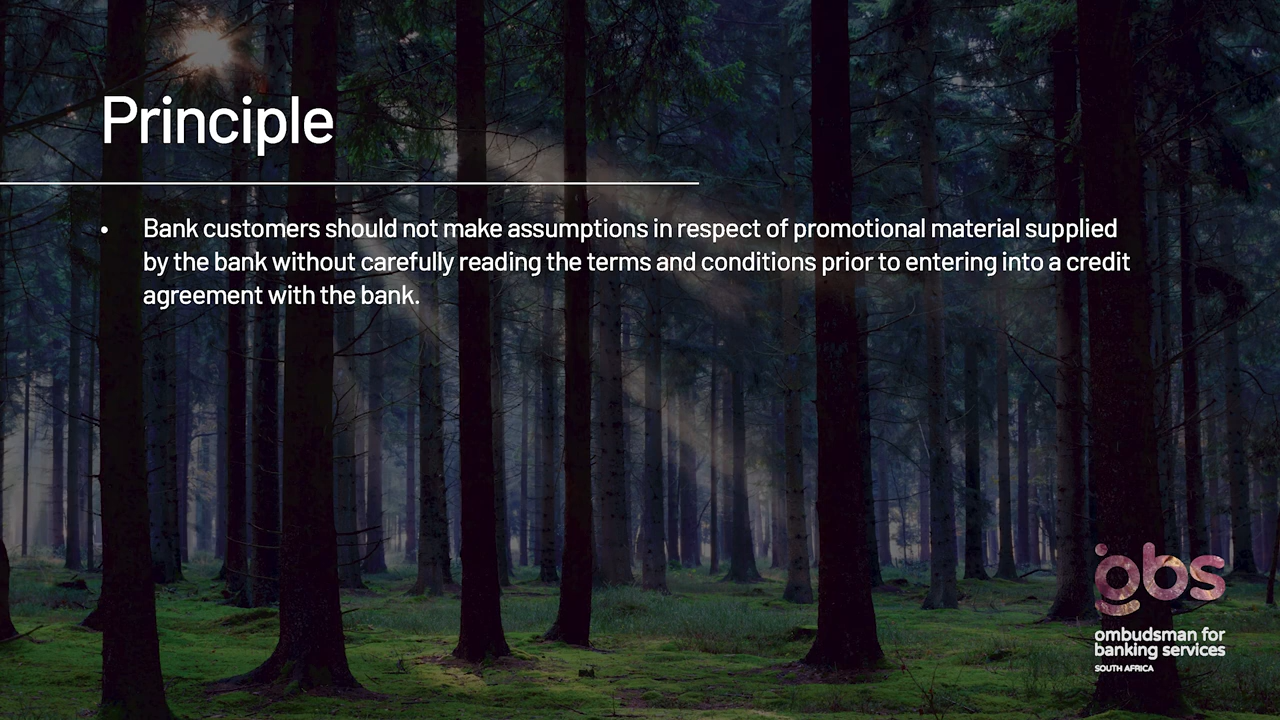 Principle
• Bank customers should not make assumptions in respect of promotional material supplied
by the bank without carefully reading the terms and conditions prior to entering into a credit
agreement with the bank.
obs
ombudsman for
banking services
SOUTH AFRICA